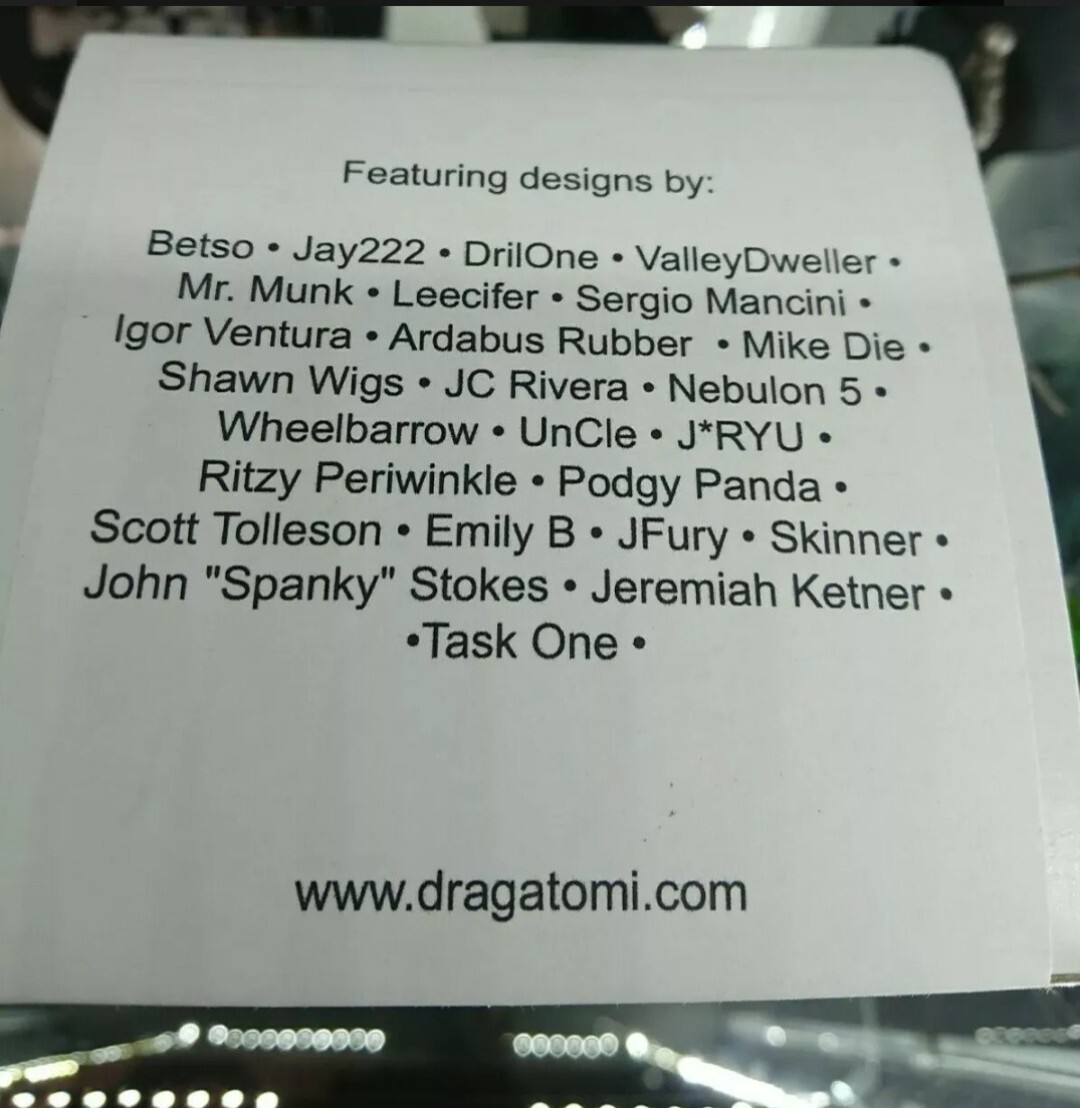 Featuring designs by:
Betso • Jay222 • DrilOne • ValleyDweller •
Mr. Munk • Leecifer • Sergio Mancini •
Igor Ventura • Ardabus Rubber • Mike Die •
Shawn Wigs • JC Rivera • Nebulon 5 •
Wheelbarrow • UnCle • J*RYU •
Ritzy Periwinkle • Podgy Panda •
Scott Tolleson • Emily B • JFury • Skinner •
John "Spanky" Stokes • Jeremiah Ketner •
•Task One •
www.dragatomi.com